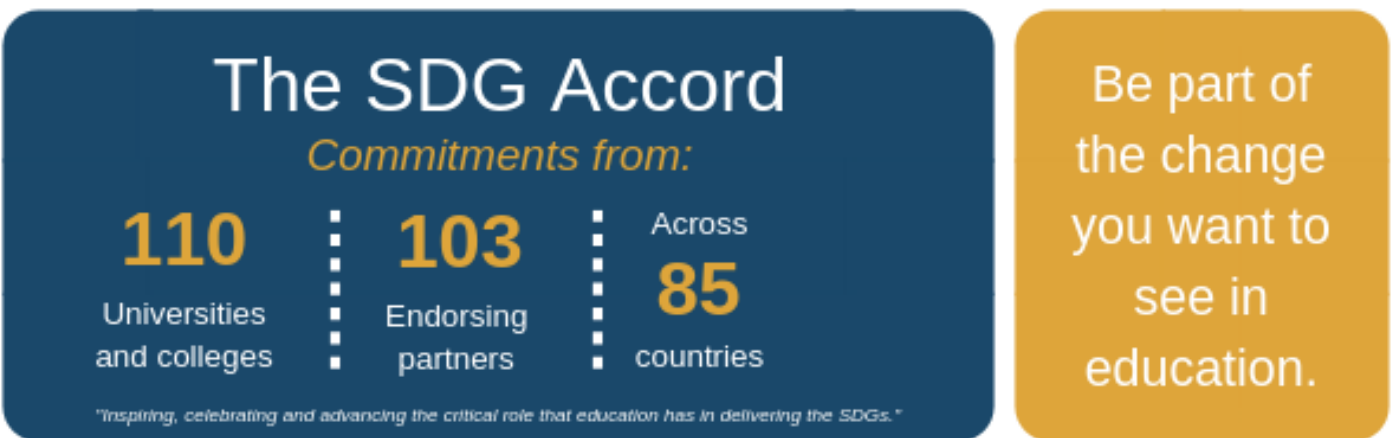 The SDG Accord
Commitments from:
110
Universities
and colleges
103
Endorsing
partners
Across
85
countries
"Inspiring, celebrating and advancing the critical role that education has in delivering the SDGs."
Be part of
the change
you want to
see in
education.